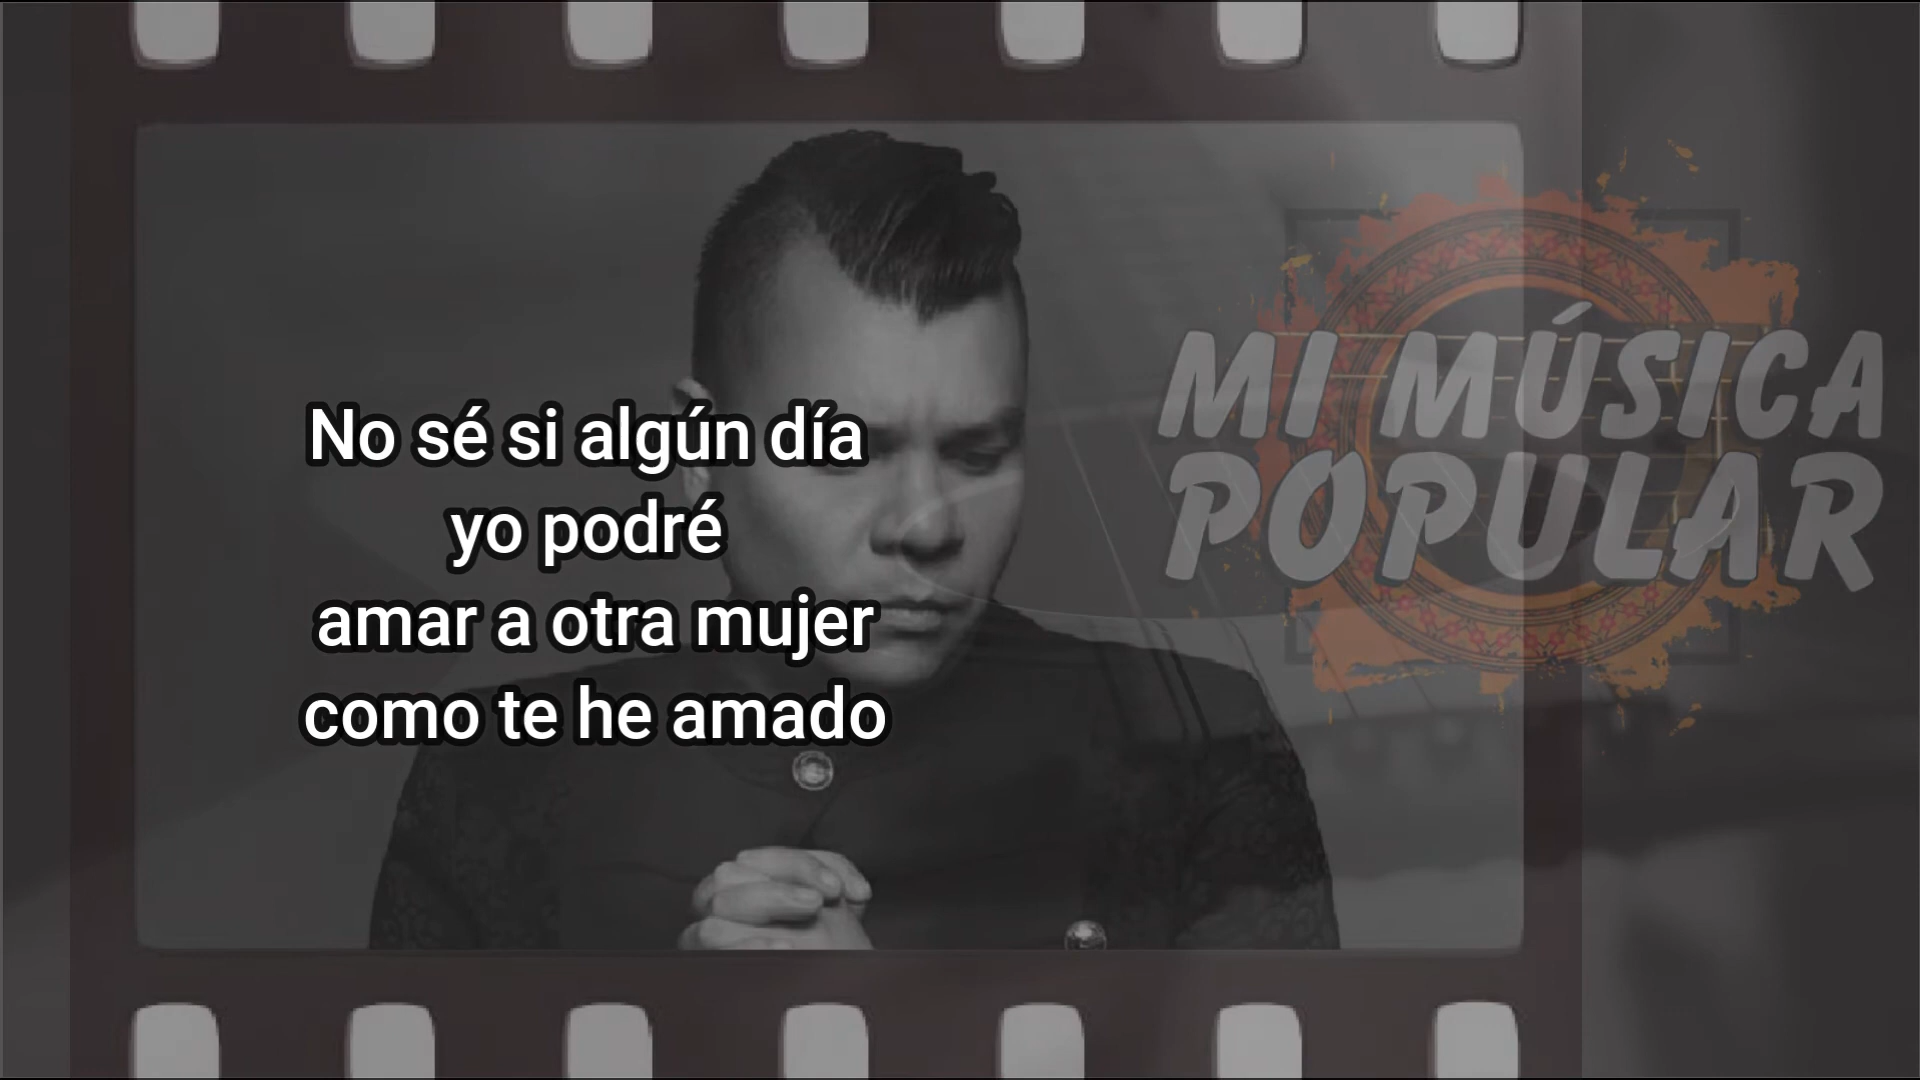 No sé si algún día
yo podré
amar a otra mujer
como te he amado
MI MÚSICA
POPULAR